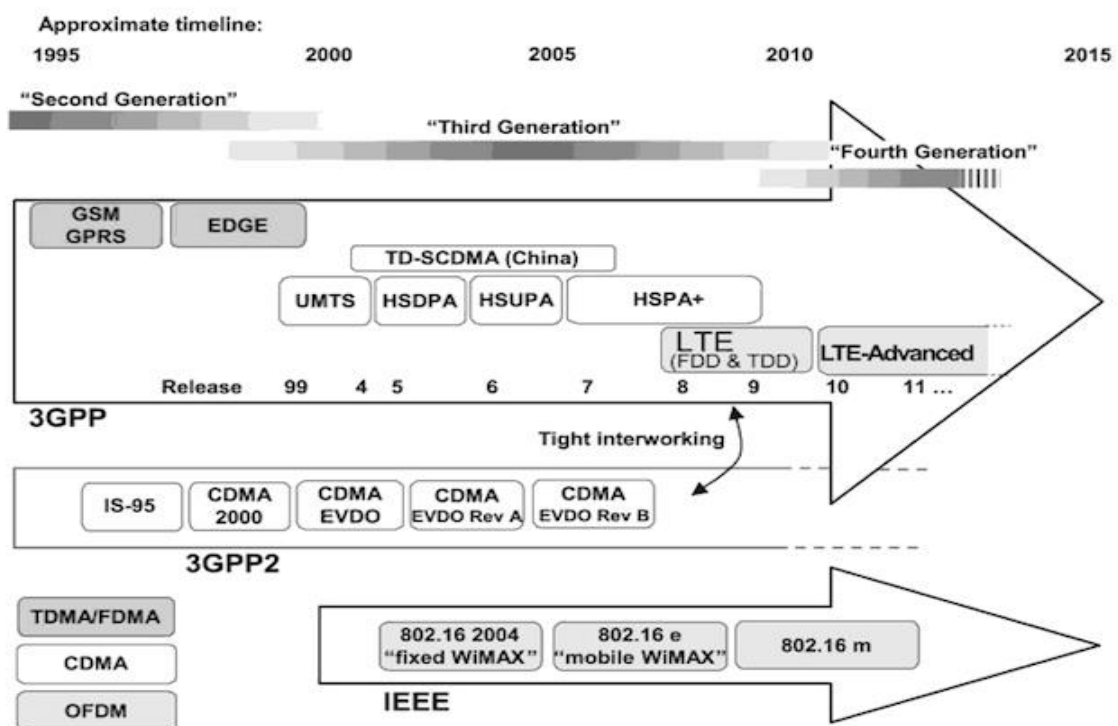 Approximate timeline:
1995 2000 2005 2010 2015
“Second Generation”
“Third Generation”
“Fourth Generation”
GSM
GPRS
EDGE
TD-SCDMA (China)
UMTS HSDPA HSUPA HSPA+
LTE
(FDD & TDD)
LTE-Advanced
Release 99 4 5 6 7 8 9 10 11 ...
3GPP
Tight interworking
IS-95
CDMA
2000
CDMA
EVDO
CDMA
EVDO Rev A
CDMA
EVDO Rev B
3GPP2
TDMA/FDMA
CDMA
OFDM
802.16 2004
“fixed WiMAX”
802.16 e
“mobile WiMAX”
802.16 m
IEEE